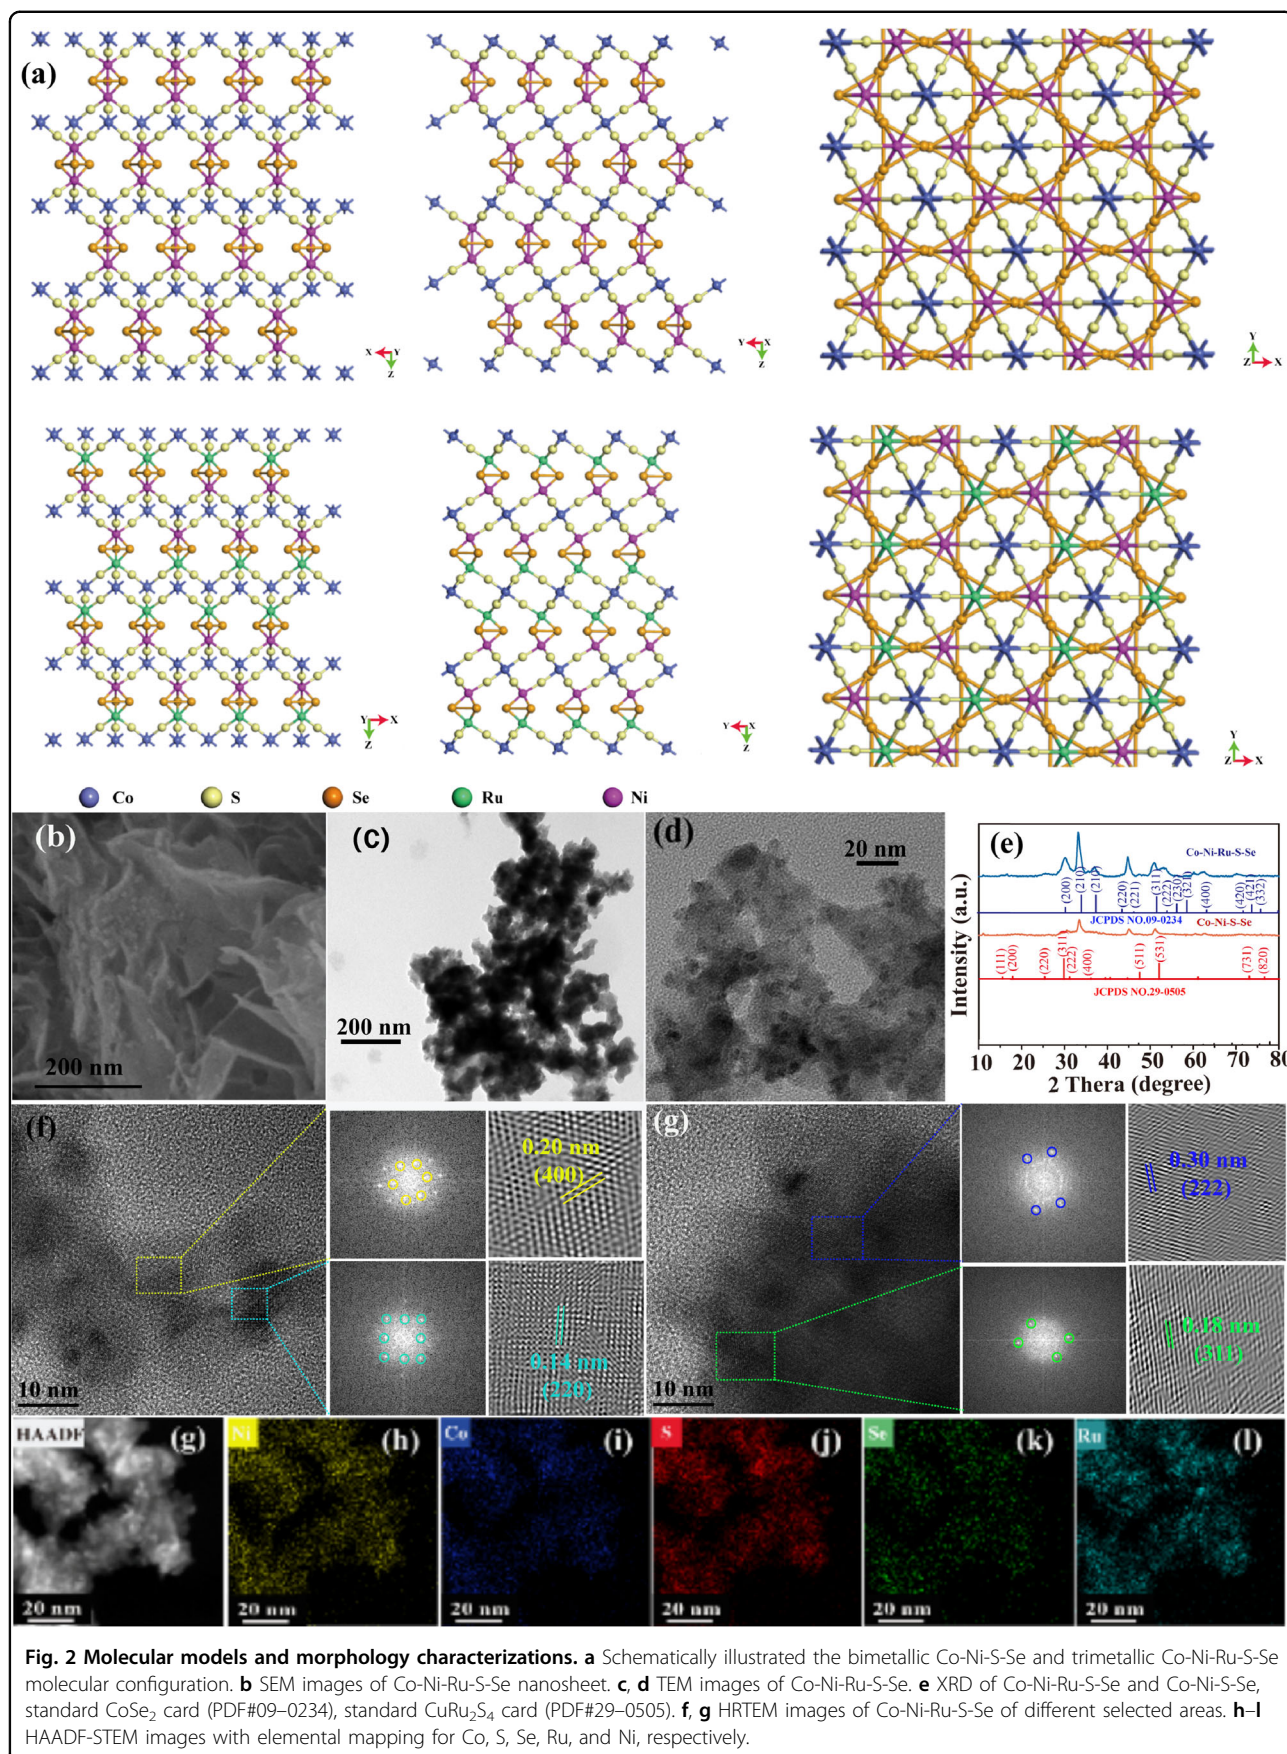 (a)
X Y
Z
Y X
Z
Y
Z X
Y X
Z
Y X
Z
Y
Z X
Co S Se Ru Ni
(b)
200 nm
(c)
200 nm
(d)
20 nm
(e)
Intensity (a.u.)
Co-Ni-Ru-S-Se
(200)
(210)
(210)
(220)
(221)
(311)
(222)
(230)
(321)
(400)
(420)
(421)
(332)
JCPDS NO.09-0234
Co-Ni-S-Se
(111)
(200)
(220)
(311)
(222)
(400)
(511)
(531)
(731)
(820)
JCPDS NO.29-0505
10 20 30 40 50 60 70 80
2 Thera (degree)
(f)
10 nm
0.20 nm
(400)
0.14 nm
(220)
(g)
10 nm
0.30 nm
(222)
0.18 nm
(311)
HAADF (g) Ni (h) Co (i) S (j) Se (k) Ru (l)
20 nm 20 nm 20 nm 20 nm 20 nm 20 nm
Fig. 2 Molecular models and morphology characterizations. a Schematically illustrated the bimetallic Co-Ni-S-Se and trimetallic Co-Ni-Ru-S-Se
molecular configuration. b SEM images of Co-Ni-Ru-S-Se nanosheet. c, d TEM images of Co-Ni-Ru-S-Se. e XRD of Co-Ni-Ru-S-Se and Co-Ni-S-Se,
standard CoSe₂ card (PDF#09–0234), standard CuRu₂S₄ card (PDF#29–0505). f, g HRTEM images of Co-Ni-Ru-S-Se of different selected areas. h–l
HAADF-STEM images with elemental mapping for Co, S, Se, Ru, and Ni, respectively.